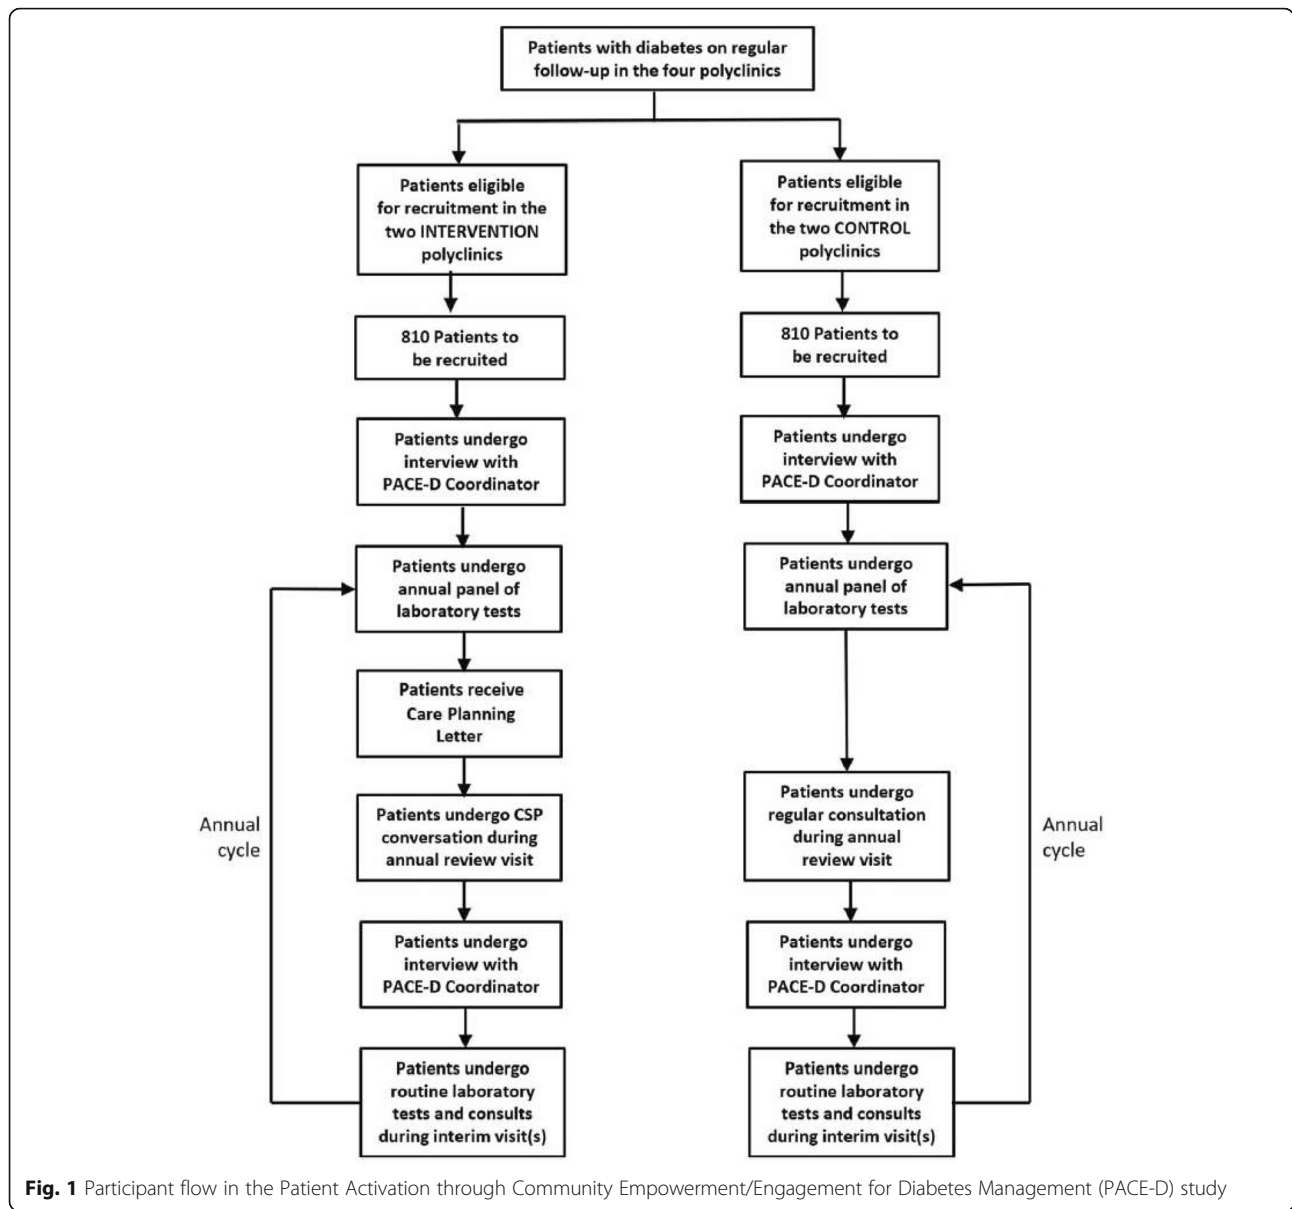 Patients with diabetes on regular
follow-up in the four polyclinics
Patients eligible
for recruitment in the
two INTERVENTION
polyclinics
810 Patients to
be recruited
Patients undergo
interview with
PACE-D Coordinator
Patients undergo
annual panel of
laboratory tests
Patients receive
Care Planning
Letter
Patients undergo CSP
conversation during
annual review visit
Patients undergo
interview with
PACE-D Coordinator
Patients undergo
routine laboratory
tests and consults
during interim visit(s)
Annual
cycle
Patients eligible
for recruitment in
the two CONTROL
polyclinics
810 Patients to
be recruited
Patients undergo
interview with
PACE-D Coordinator
Patients undergo
annual panel of
laboratory tests
Patients undergo
regular consultation
during annual
review visit
Patients undergo
interview with
PACE-D Coordinator
Patients undergo
routine laboratory
tests and consults
during interim visit(s)
Annual
cycle
Fig. 1 Participant flow in the Patient Activation through Community Empowerment/Engagement for Diabetes Management (PACE-D) study